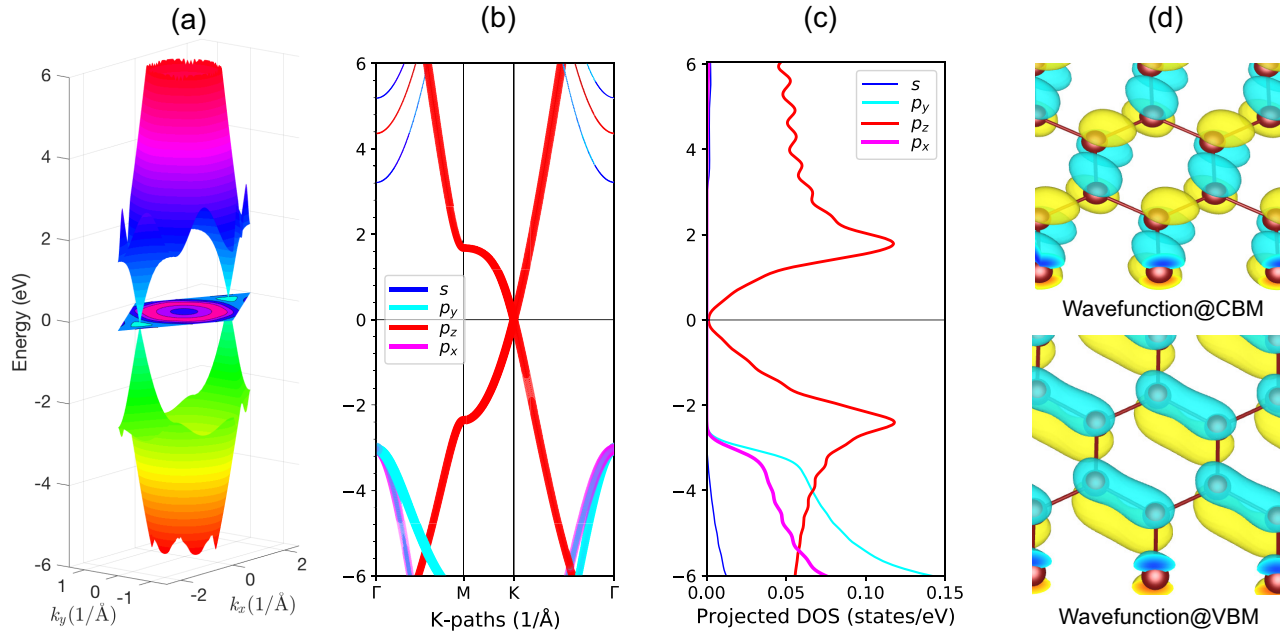 (a)
(b)
(c)
(d)
6
4
2
0
−2
−4
−6
Energy (eV)
1
0
-1
k_y(1/Å)
-2
0
2
k_x(1/Å)
6
4
2
0
−2
−4
−6
s
p_y
p_z
p_x
Γ
M
K
Γ
K-paths (1/Å)
6
4
2
0
−2
−4
−6
s
p_y
p_z
p_x
0.00
0.05
0.10
0.15
Projected DOS (states/eV)
Wavefunction@CBM
Wavefunction@VBM